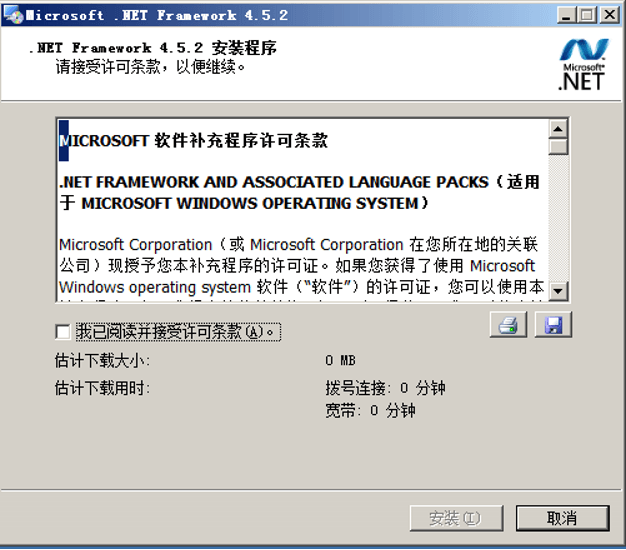 Microsoft .NET Framework 4.5.2
.NET Framework 4.5.2 安装程序
请接受许可条款，以便继续。
Microsoft®
.NET
MICROSOFT 软件补充程序许可条款
.NET FRAMEWORK AND ASSOCIATED LANGUAGE PACKS（适用
于 MICROSOFT WINDOWS OPERATING SYSTEM）
Microsoft Corporation（或 Microsoft Corporation 在您所在地的关联
公司）现授予您本补充程序的许可证。如果您获得了使用 Microsoft
Windows operating system 软件（“软件”）的许可证，您可以使用本
我已阅读并接受许可条款(A)。
估计下载大小: 0 MB
估计下载用时: 拨号连接: 0 分钟
宽带: 0 分钟
安装(I)
取消